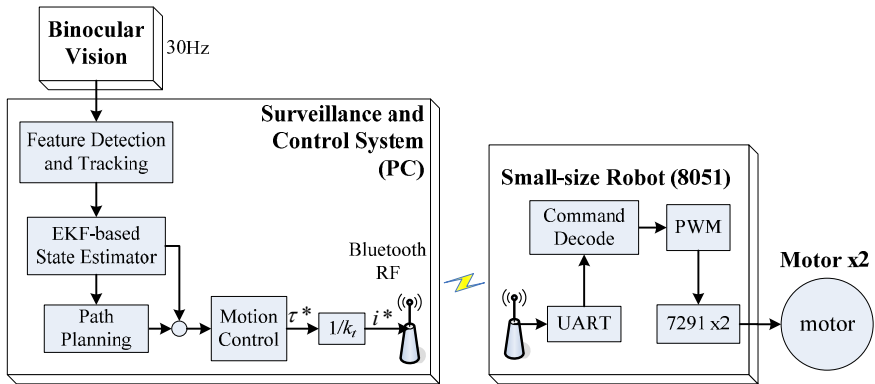 Binocular
Vision
30Hz
Surveillance and
Control System
(PC)
Feature Detection
and Tracking
EKF-based
State Estimator
Path
Planning
Motion
Control
τ*
1/kₜ
i*
Bluetooth
RF
Small-size Robot (8051)
Command
Decode
PWM
UART
7291 x2
Motor x2
motor